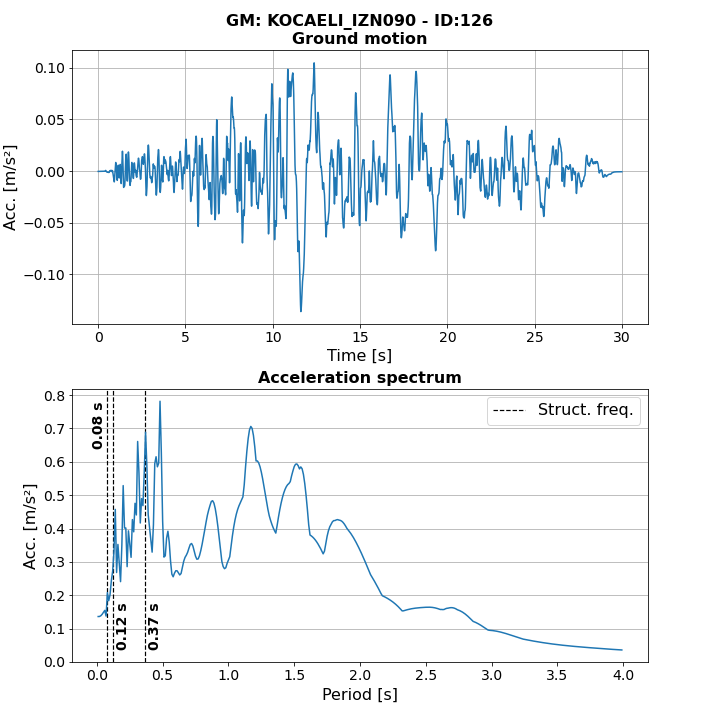 GM: KOCAELI_IZN090 - ID:126
Ground motion
0.10
0.05
0.00
−0.05
−0.10
Acc. [m/s²]
0
5
10
15
20
25
30
Time [s]
Acceleration spectrum
0.8
0.7
0.6
0.5
0.4
0.3
0.2
0.1
0.0
Acc. [m/s²]
0.08 s
0.12 s
0.37 s
Struct. freq.
0.0
0.5
1.0
1.5
2.0
2.5
3.0
3.5
4.0
Period [s]